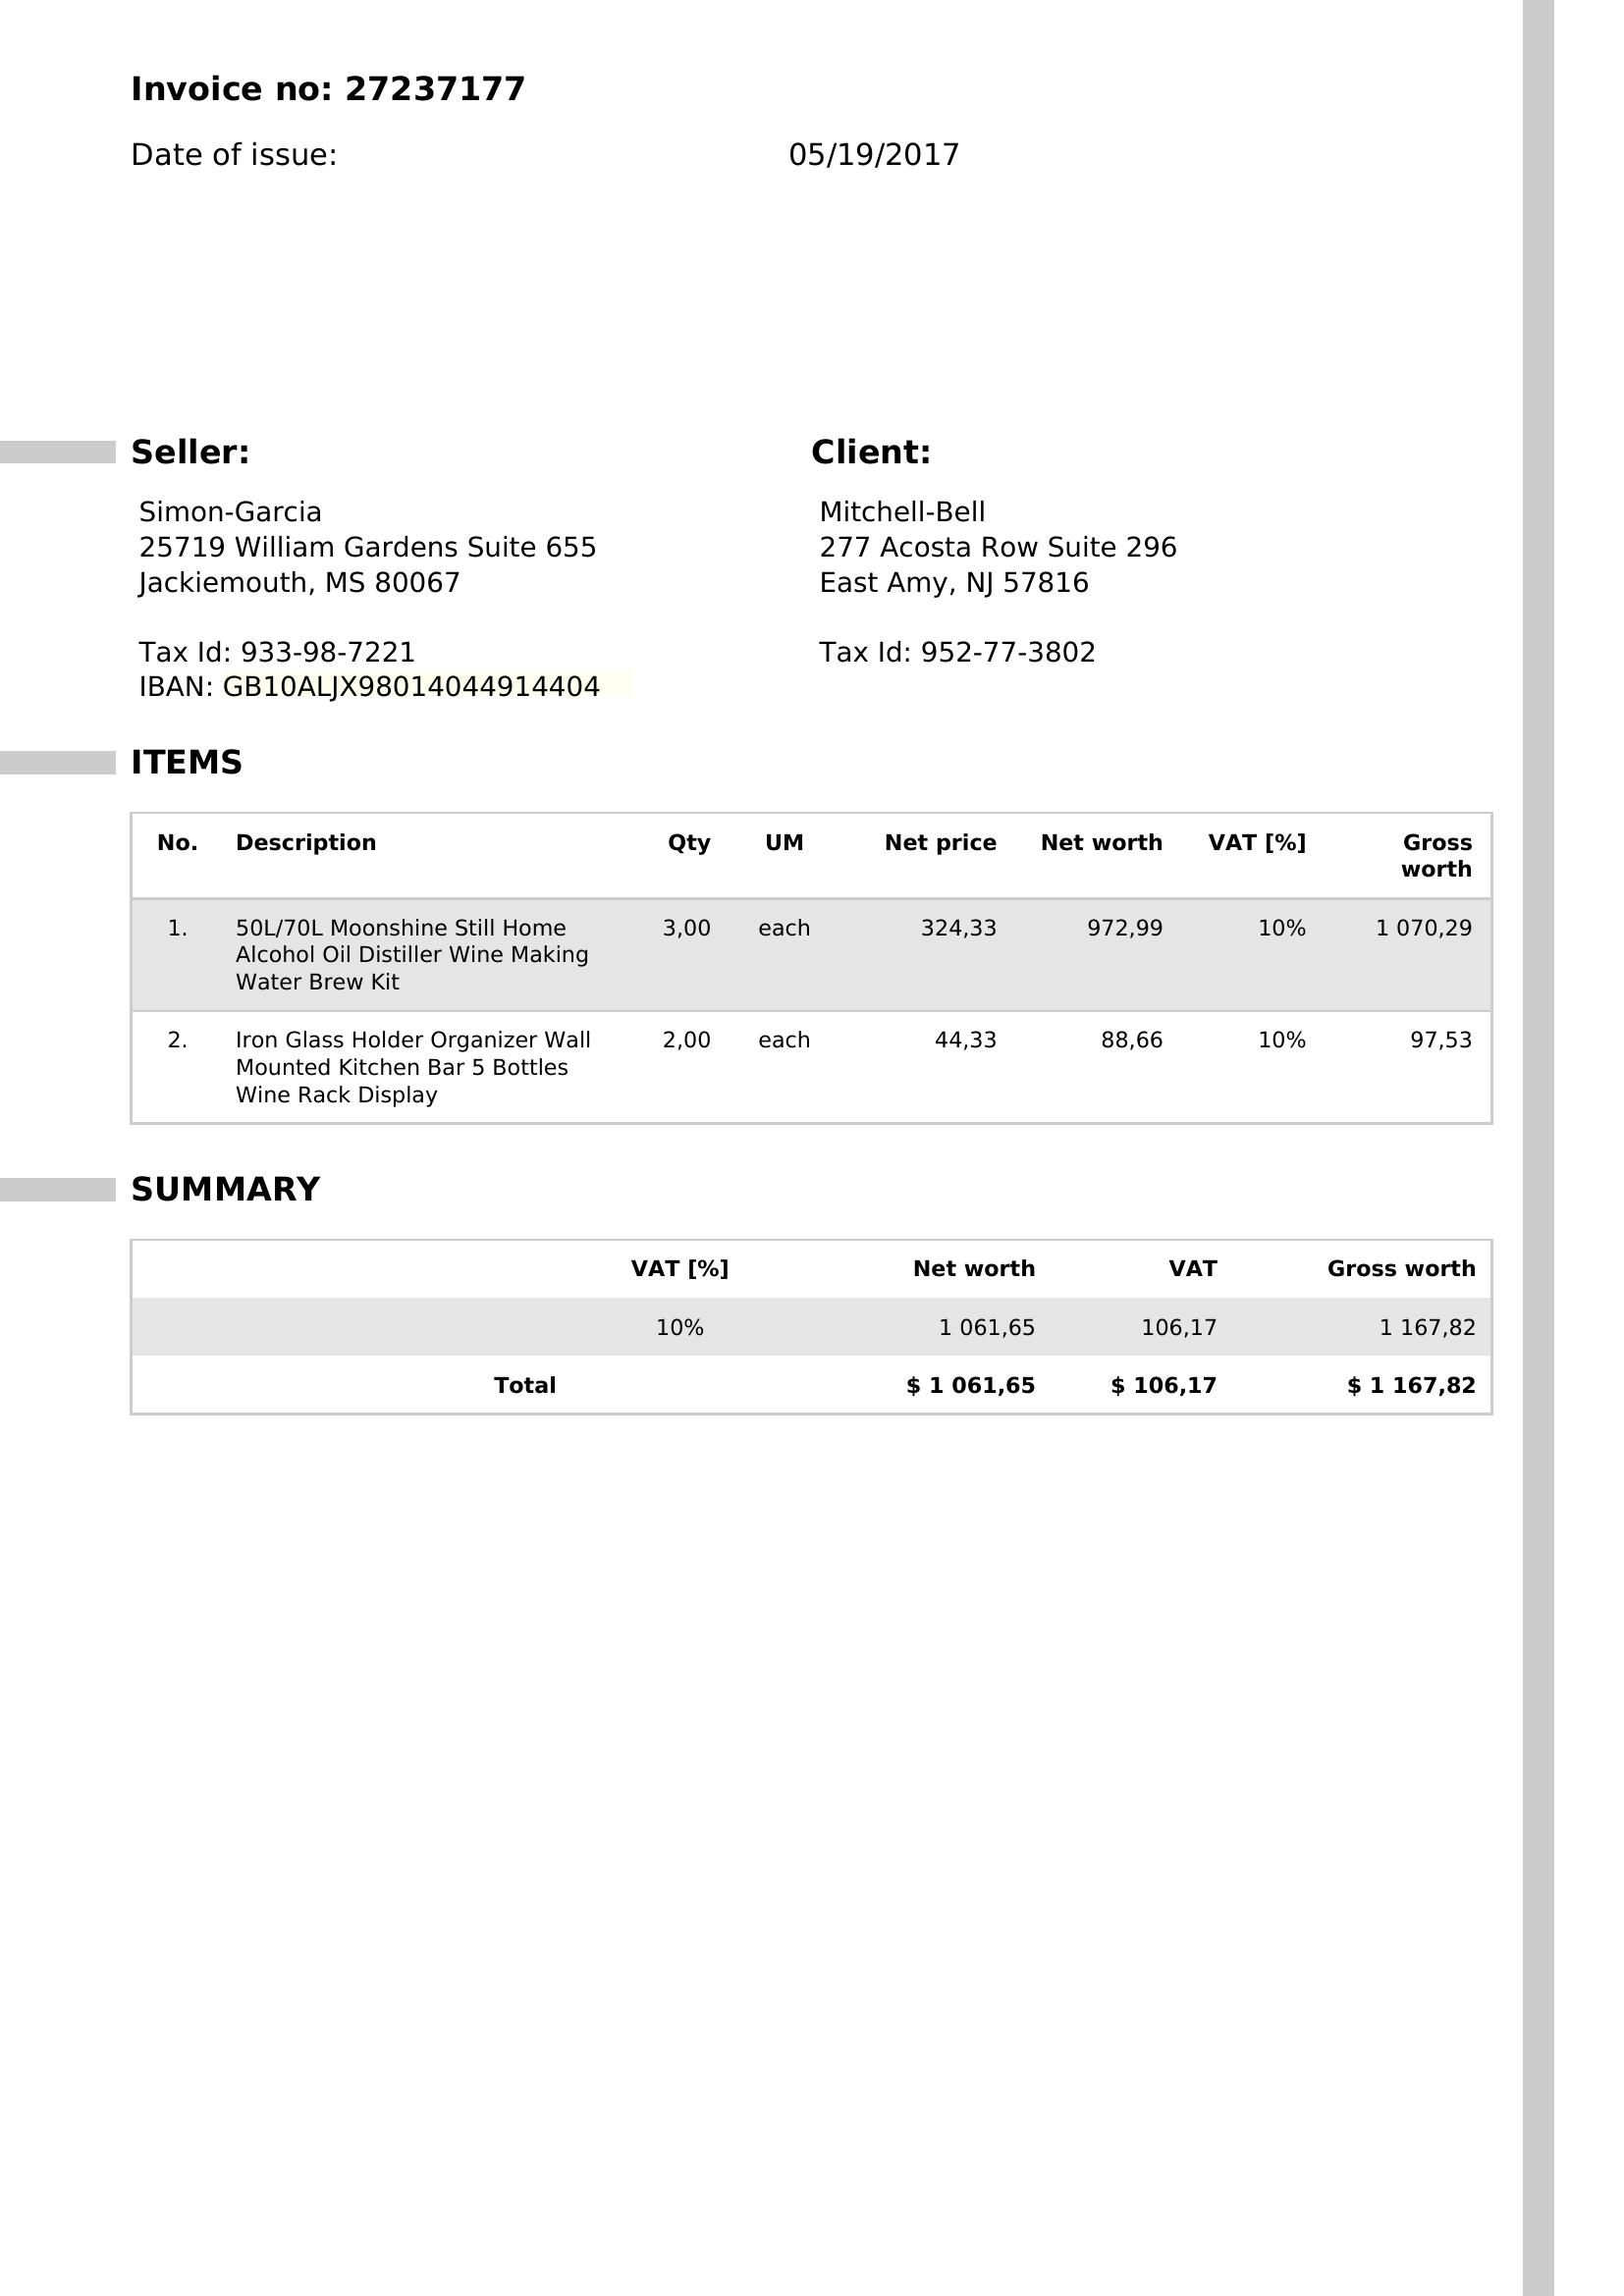 Invoice no: 27237177
Date of issue: 05/19/2017
Seller:
Simon-Garcia
25719 William Gardens Suite 655
Jackiemouth, MS 80067
Tax Id: 933-98-7221
IBAN: GB10ALJX98014044914404
Client:
Mitchell-Bell
277 Acosta Row Suite 296
East Amy, NJ 57816
Tax Id: 952-77-3802
ITEMS
No. Description Qty UM Net price Net worth VAT [%] Gross
worth
1. 50L/70L Moonshine Still Home 3,00 each 324,33 972,99 10% 1 070,29
Alcohol Oil Distiller Wine Making
Water Brew Kit
2. Iron Glass Holder Organizer Wall 2,00 each 44,33 88,66 10% 97,53
Mounted Kitchen Bar 5 Bottles
Wine Rack Display
SUMMARY
VAT [%] Net worth VAT Gross worth
10% 1 061,65 106,17 1 167,82
Total $ 1 061,65 $ 106,17 $ 1 167,82